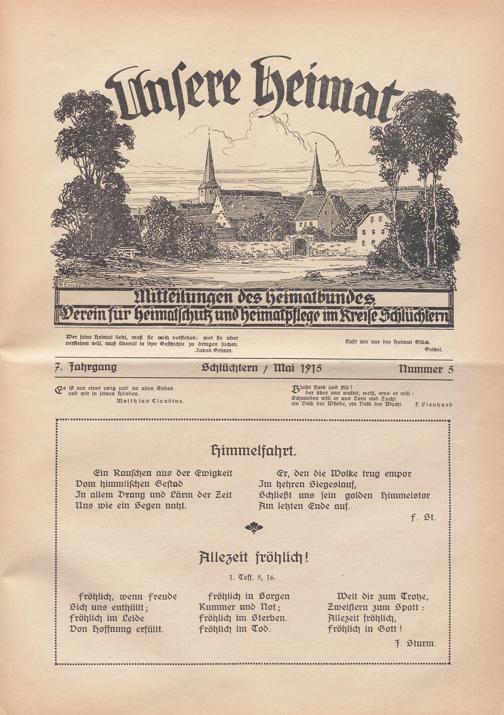 Unsere Heimat
Mitteilungen des Heimatbundes,
Verein für Heimatschutz und Heimatpflege im Kreise Schlüchtern
Wer seine Heimat liebt, muß sie auch verstehen; wer sie aber
verstehen will, muß überall in ihre Geschichte zu dringen suchen.
Jakob Grimm.
Laßt mir nur der Heimat Glück.
Geibel.
7. Jahrgang
Schlüchtern / Mai 1915
Nummer 5
Es ist nur einer ewig und an allen Enden
und wir in seinen Händen.
Matthias Claudius.
Bleibet stark und still!
der über uns waltet, weiß, was er will:
Schmieden will er aus Zorn und Zucht
ein Volk der Würde, ein Volk der Wucht.
F. Lienhard
Himmelfahrt.
Ein Rauschen aus der Ewigkeit
Vom himmlischen Gestad
In allem Drang und Lärm der Zeit
Uns wie ein Segen naht.
Er, den die Wolke trug empor
Im hehren Siegeslauf,
Schließt uns sein golden Himmelstor
Am letzten Ende auf.
F. St.
Allezeit fröhlich!
1. Tess. 5, 16.
Fröhlich, wenn Freude
Sich uns enthüllt;
Fröhlich im Leide
Von Hoffnung erfüllt.
Fröhlich in Sorgen
Kummer und Not;
Fröhlich im Sterben.
Fröhlich im Tod.
Welt dir zum Trotze,
Zweiflern zum Spott:
Allezeit fröhlich,
Fröhlich in Gott!
J. Sturm.